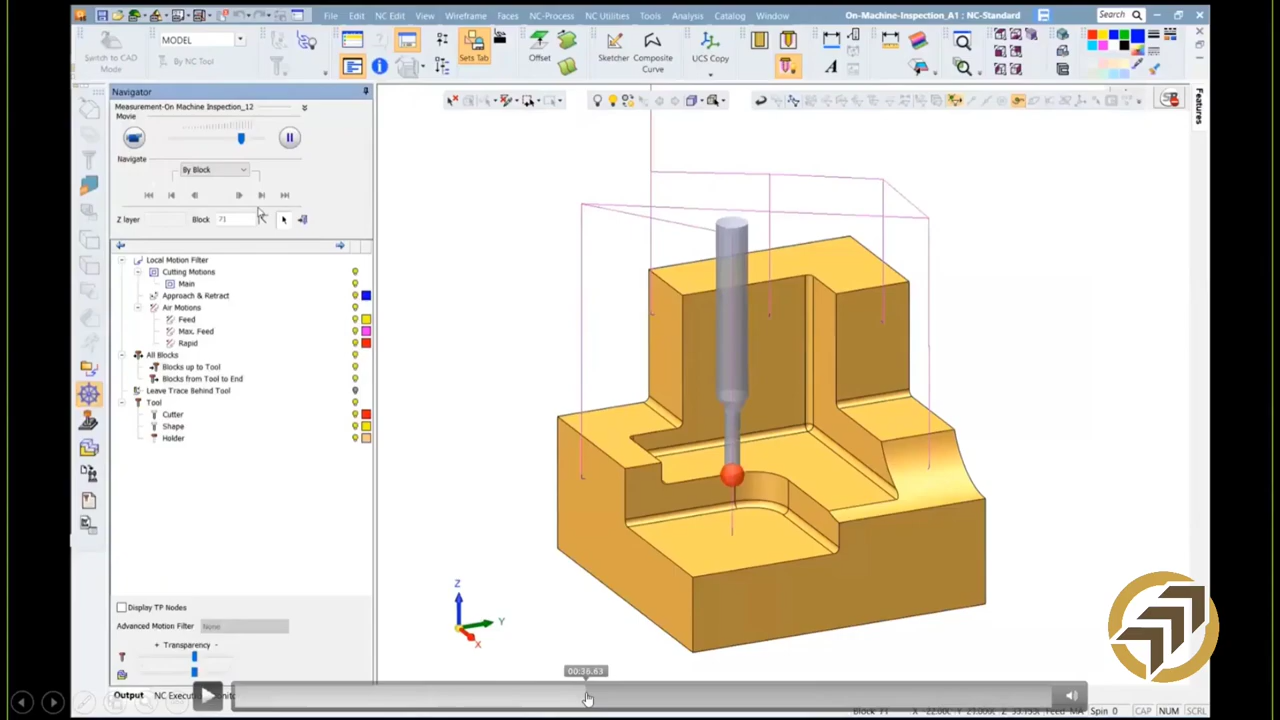 File Edit NC Edit View Wireframe Faces NC-Process NC Utilities Tools Analysis Catalog Window On-Machine-Inspection_A1 : NC-Standard Search
MODEL
Switch to CAD Mode
By NC Tool
Sets Tab
Offset
Sketcher
Composite Curve
UCS Copy
Features
Navigator
Measurement-On Machine Inspection_12
Movie
Navigate
By Block
Z layer
Block 71
Local Motion Filter
Cutting Motions
Main
Approach & Retract
Air Motions
Feed
Max. Feed
Rapid
All Blocks
Blocks up to Tool
Blocks from Tool to End
Leave Trace Behind Tool
Tool
Cutter
Shape
Holder
Z
Y
X
Display TP Nodes
Advanced Motion Filter None
+ Transparency -
00:36.63
Output NC Execu
Block 71 Spin 0 CAP NUM SCRL